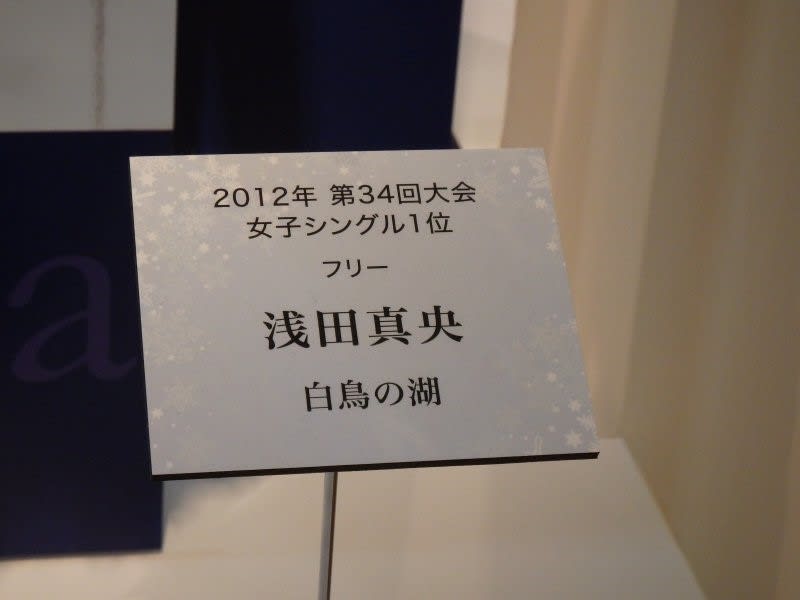 2012年 第34回大会
女子シングル1位
フリー
浅田真央
白鳥の湖
a